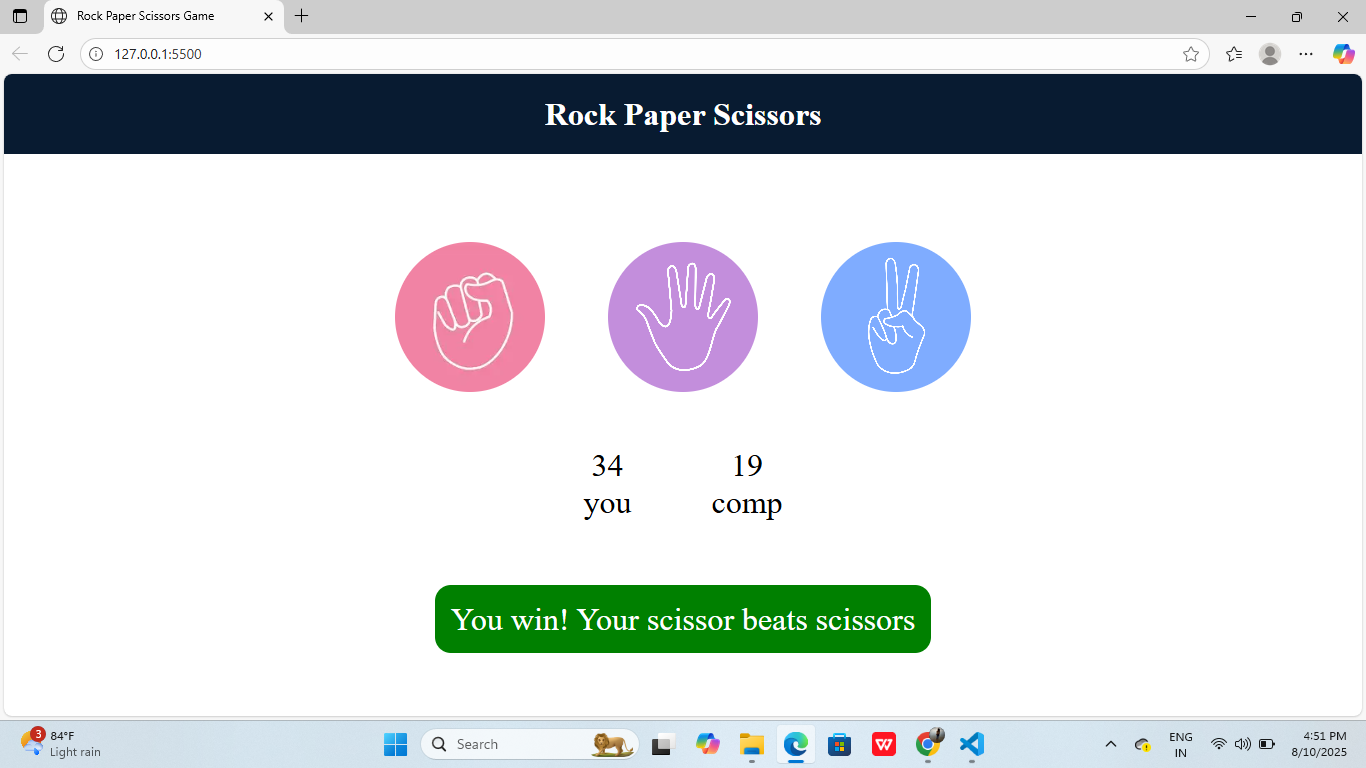 Rock Paper Scissors Game
127.0.0.1:5500
Rock Paper Scissors
34
19
you
comp
You win! Your scissor beats scissors
3
84°F
Light rain
Search
W
ENG
IN
4:51 PM
8/10/2025